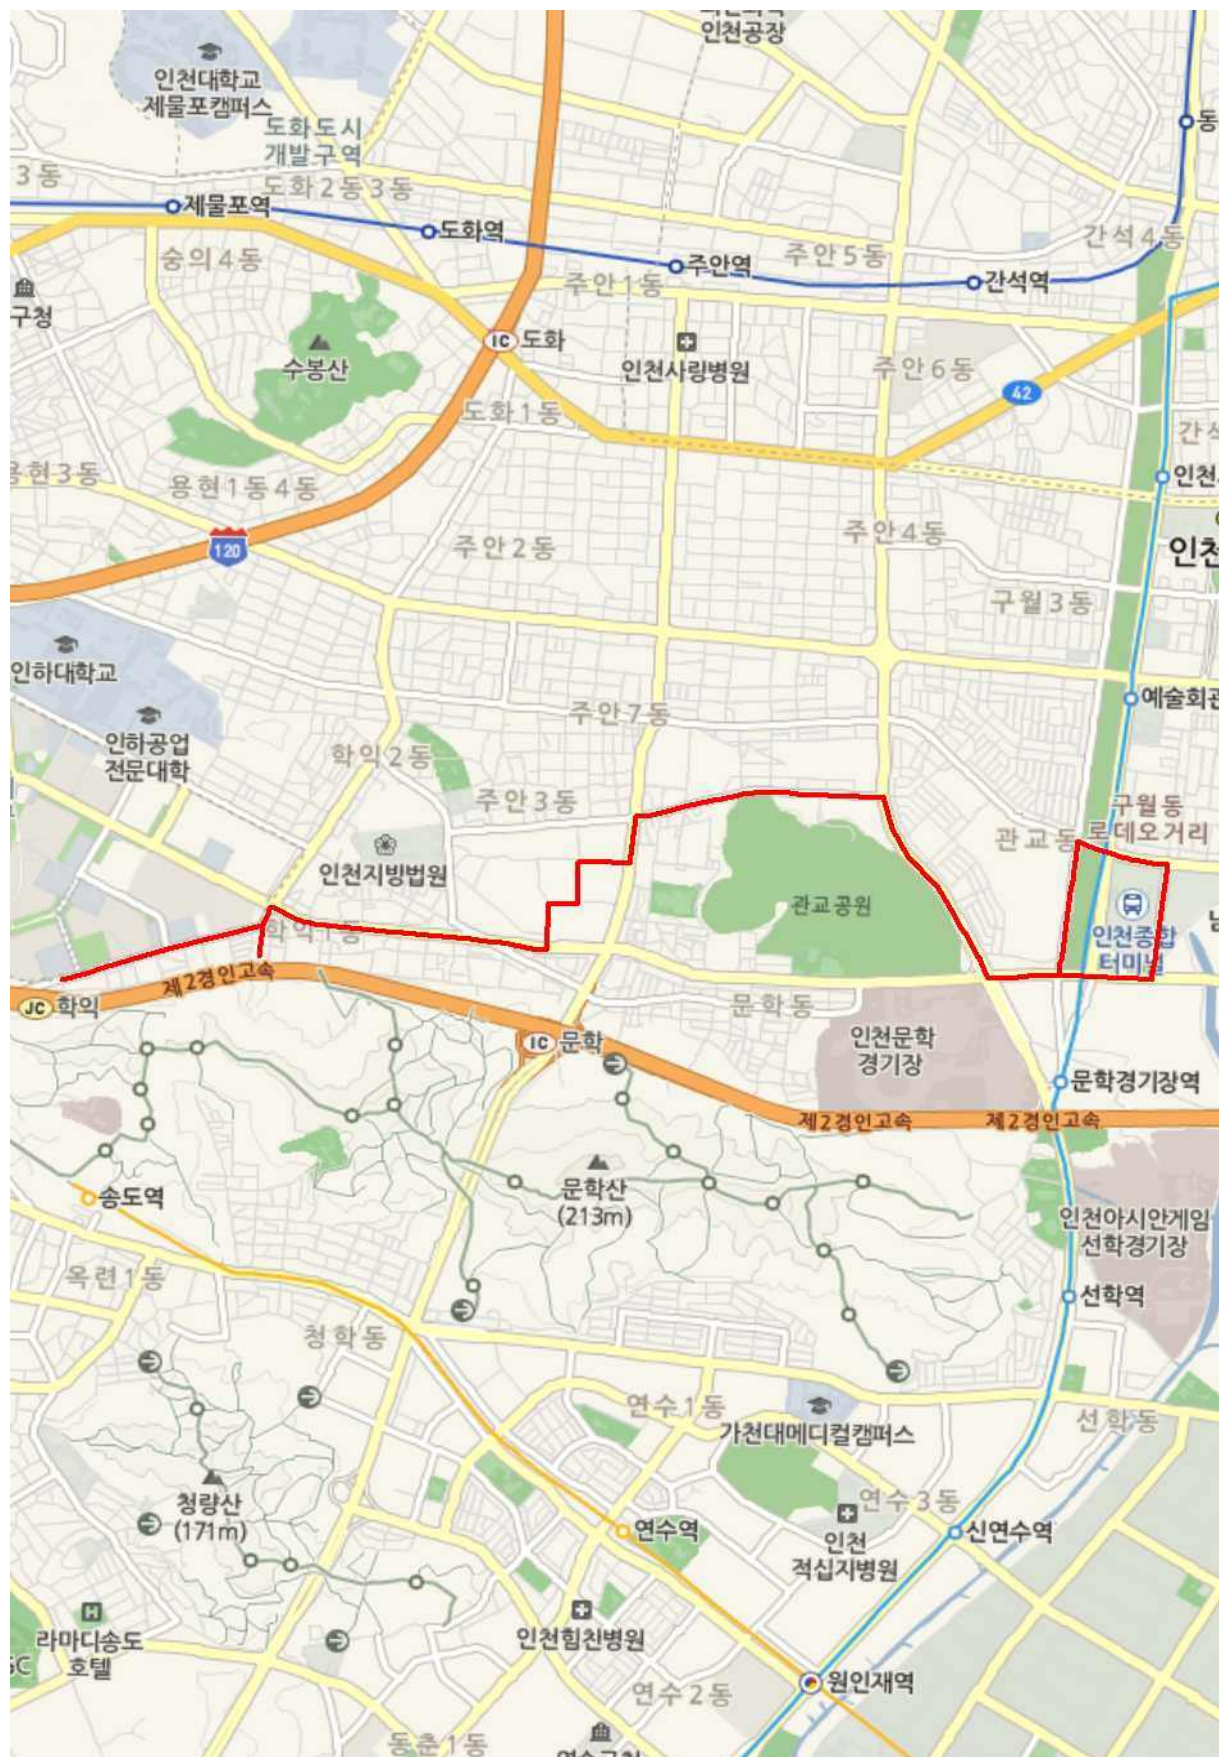 인천공장
인천대학교
제물포캠퍼스
도화도시
개발구역
동
3동
도화2동3동
제물포역
도화역
주안역
주안5동
간석4동
간석역
숭의4동
주안1동
구청
IC 도화
수봉산
인천사랑병원
주안6동
42
도화1동
간석
용현3동
용현1동4동
인천
120
주안2동
주안4동
인천
구월3동
인하대학교
예술회관
주안7동
인하공업
전문대학
학익2동
주안3동
구월동
로데오거리
관교동
인천지방법원
관교공원
학익1동
인천종합
터미널
남
제2경인고속
JC 학익
문학동
IC 문학
인천문학
경기장
문학경기장역
제2경인고속
제2경인고속
송도역
문학산
(213m)
인천아시안게임
선학경기장
옥련1동
선학역
청학동
연수1동
가천대메디컬캠퍼스
선학동
청량산
(171m)
연수3동
연수역
신연수역
인천
적십자병원
H
라마다송도
호텔
GC
인천힘찬병원
원인재역
연수2동
동춘1동
연수구청